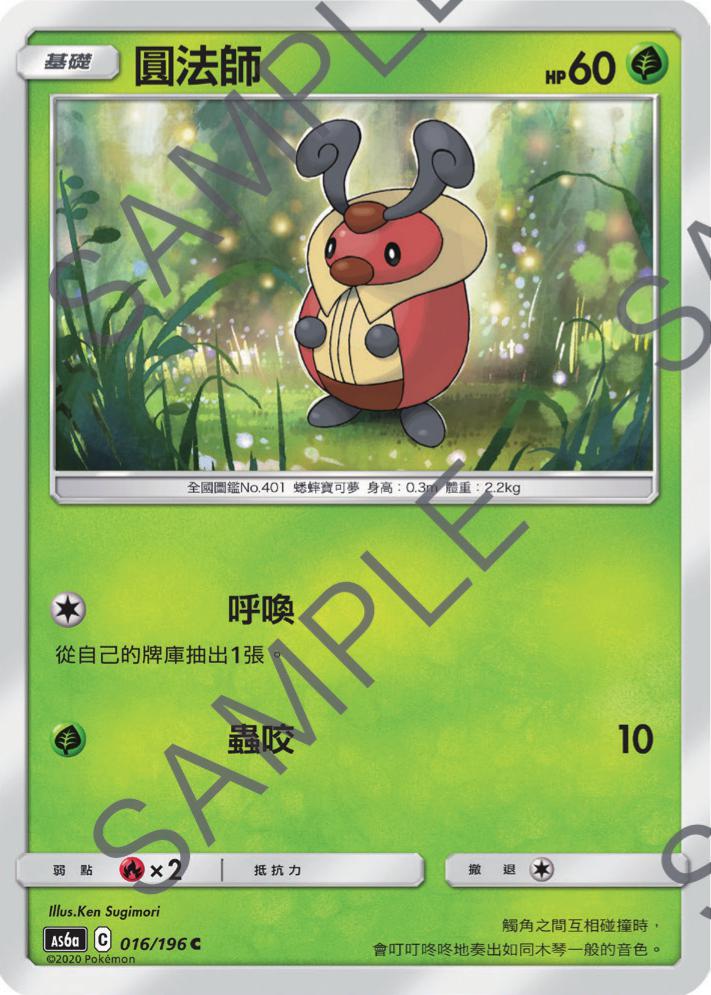 基礎 圓法師 HP60
全國圖鑑No.401 蟋蟀寶可夢 身高：0.3m 體重：2.2kg
呼喚
從自己的牌庫抽出1張。
蟲咬 10
弱點 ×2 抵抗力 撤退
Illus.Ken Sugimori
觸角之間互相碰撞時，
AS6a C 016/196 C
會叮叮咚咚地奏出如同木琴一般的音色。
©2020 Pokémon
SAMPLE
SAMPLE